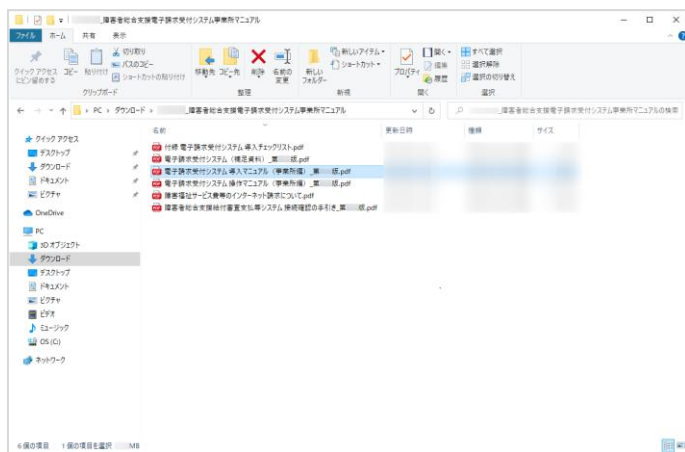 _障害者総合支援電子請求受付システム事業所マニュアル
ファイル ホーム 共有 表示
クイック アクセスにピン留めする
コピー
貼り付け
切り取り
パスのコピー
ショートカットの貼り付け
クリップボード
移動先
コピー先
削除
名前の変更
整理
新しいフォルダー
新しいアイテム
ショートカット
新規
プロパティ
開く
編集
履歴
開く
すべて選択
選択解除
選択の切り替え
選択
PC > ダウンロード > _障害者総合支援電子請求受付システム事業所マニュアル
_障害者総合支援電子請求受付システム事業所マニュアルの検索
名前 更新日時 種類 サイズ
クイック アクセス
デスクトップ
ダウンロード
ドキュメント
ピクチャ
OneDrive
PC
3D オブジェクト
ダウンロード
デスクトップ
ドキュメント
ピクチャ
ビデオ
ミュージック
OS (C:)
ネットワーク
付録 電子請求受付システム 導入チェックリスト.pdf
電子請求受付システム（補足資料）_第 版.pdf
電子請求受付システム 導入マニュアル（事業所編）_第 版.pdf
電子請求受付システム 操作マニュアル（事業所編）_第 版.pdf
障害福祉サービス費等のインターネット請求について.pdf
障害者総合支援給付審査支払等システム 接続確認の手引き_第 版.pdf
6 個の項目 1 個の項目を選択 MB